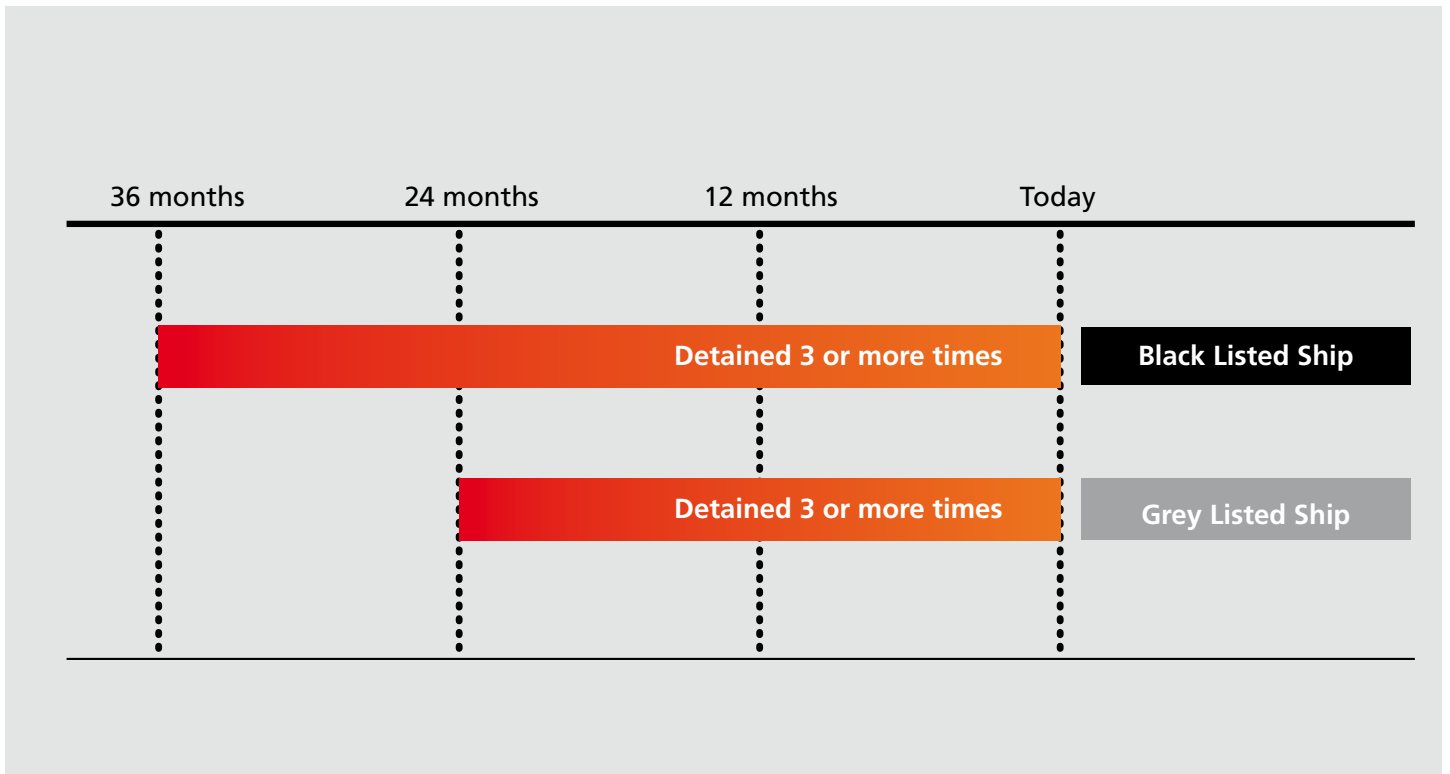 36 months 24 months 12 months Today
Detained 3 or more times Black Listed Ship
Detained 3 or more times Grey Listed Ship